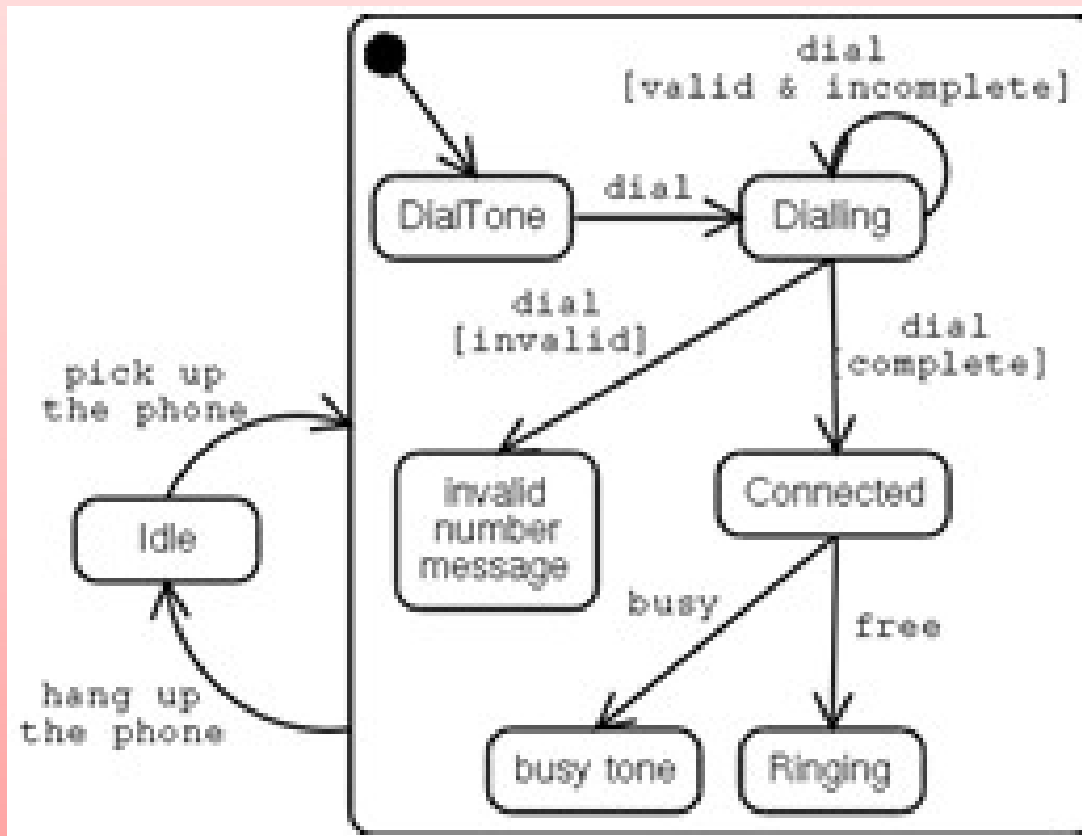 dial
[valid & incomplete]
DialTone
dial
Dialing
dial
[invalid]
dial
[complete]
pick up
the phone
Idle
invalid
number
message
Connected
busy
free
hang up
the phone
busy tone
Ringing